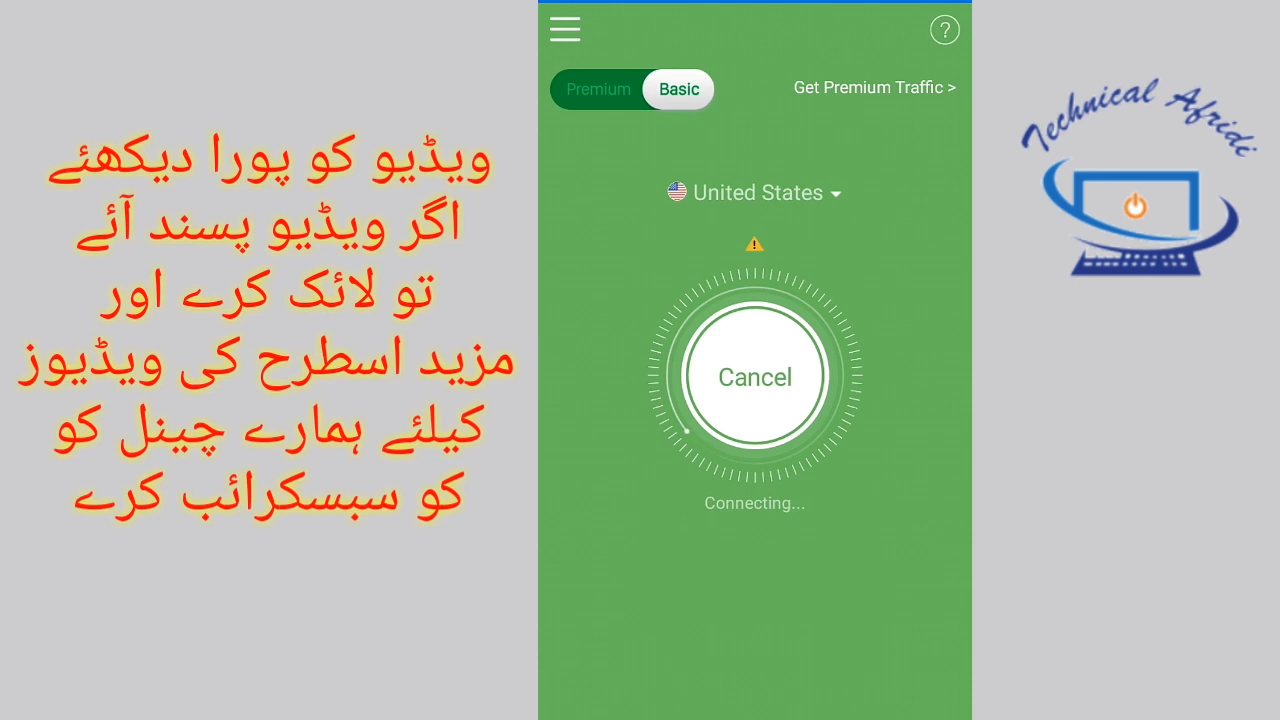 ویڈیو کو پورا دیکھئے
اگر ویڈیو پسند آئے
تو لائک کرے اور
مزید اسطرح کی ویڈیوز
کیلئے ہمارے چینل کو
کو سبسکرائب کرے
Premium Basic
Get Premium Traffic >
United States
Cancel
Connecting...
Technical Afridi